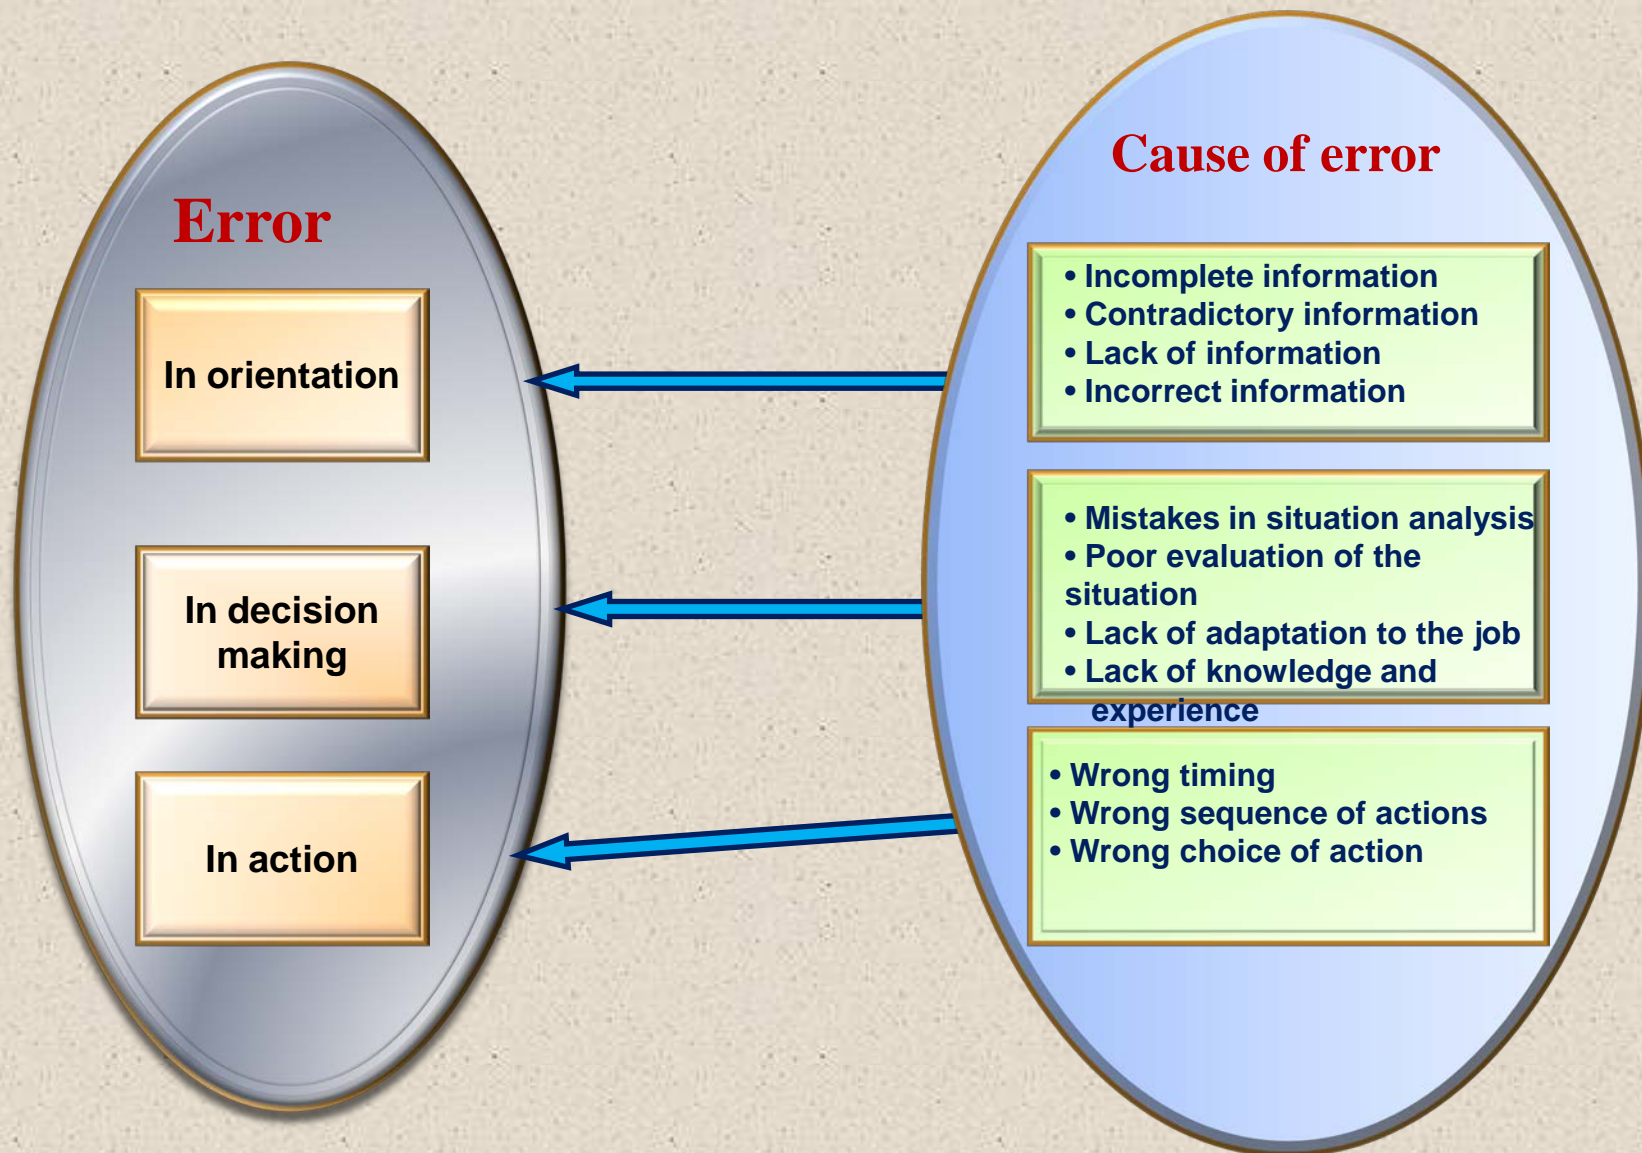 Error
In orientation
In decision
making
In action
Cause of error
• Incomplete information
• Contradictory information
• Lack of information
• Incorrect information
• Mistakes in situation analysis
• Poor evaluation of the
situation
• Lack of adaptation to the job
• Lack of knowledge and
experience
• Wrong timing
• Wrong sequence of actions
• Wrong choice of action